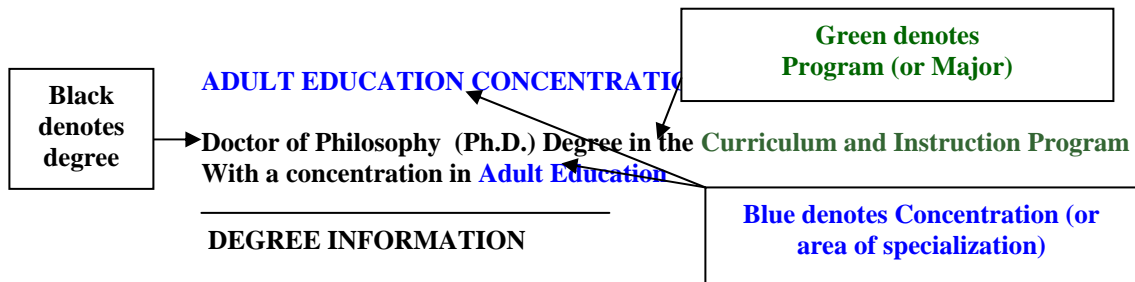 Green denotes
Program (or Major)
ADULT EDUCATION CONCENTRATIO
Black
denotes
degree
Doctor of Philosophy (Ph.D.) Degree in the Curriculum and Instruction Program
With a concentration in Adult Education
Blue denotes Concentration (or
area of specialization)
DEGREE INFORMATION